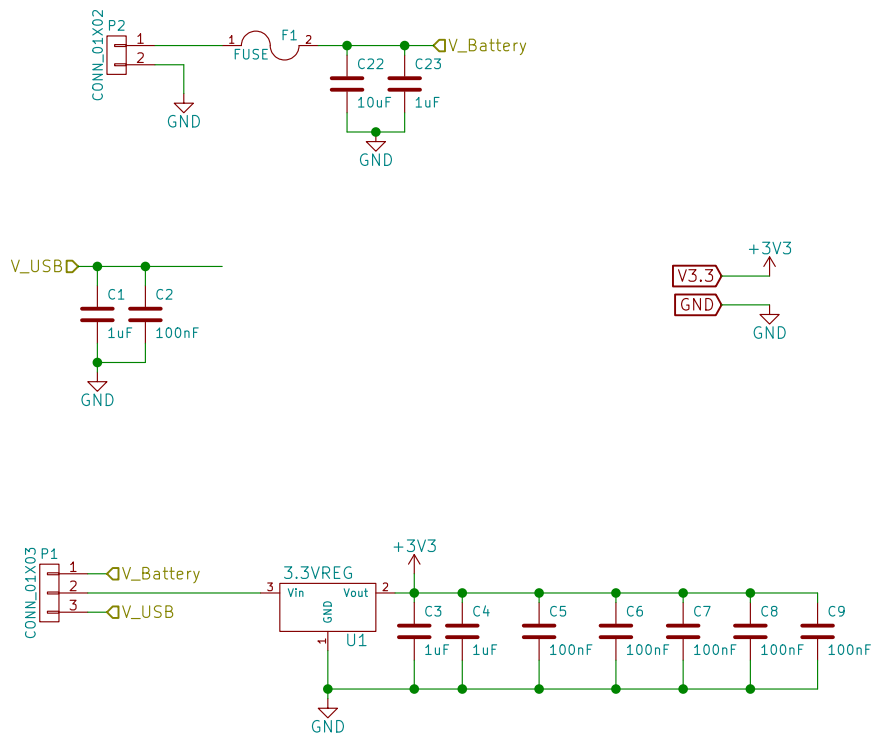 P2
CONN_01X02
1
2
GND
1
FUSE
F1
2
V_Battery
C22
10uF
C23
1uF
GND
V_USB
C1
1uF
C2
100nF
GND
+3V3
V3.3
GND
GND
P1
CONN_01X03
1
V_Battery
2
3
V_USB
3.3VREG
3
Vin
Vout
2
GND
1
U1
GND
+3V3
C3
1uF
C4
1uF
C5
100nF
C6
100nF
C7
100nF
C8
100nF
C9
100nF